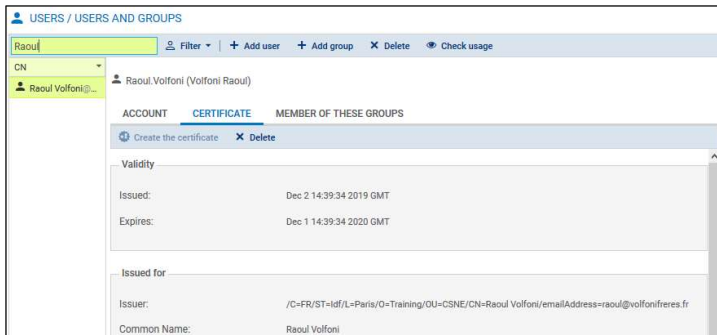 USERS / USERS AND GROUPS
Raoul Filter + Add user + Add group X Delete Check usage
CN
Raoul Volfoni@...
Raoul.Volfoni (Volfoni Raoul)
ACCOUNT CERTIFICATE MEMBER OF THESE GROUPS
Create the certificate X Delete
Validity
Issued: Dec 2 14:39:34 2019 GMT
Expires: Dec 1 14:39:34 2020 GMT
Issued for
Issuer: /C=FR/ST=Idf/L=Paris/O=Training/OU=CSNE/CN=Raoul Volfoni/emailAddress=raoul@volfonifreres.fr
Common Name: Raoul Volfoni